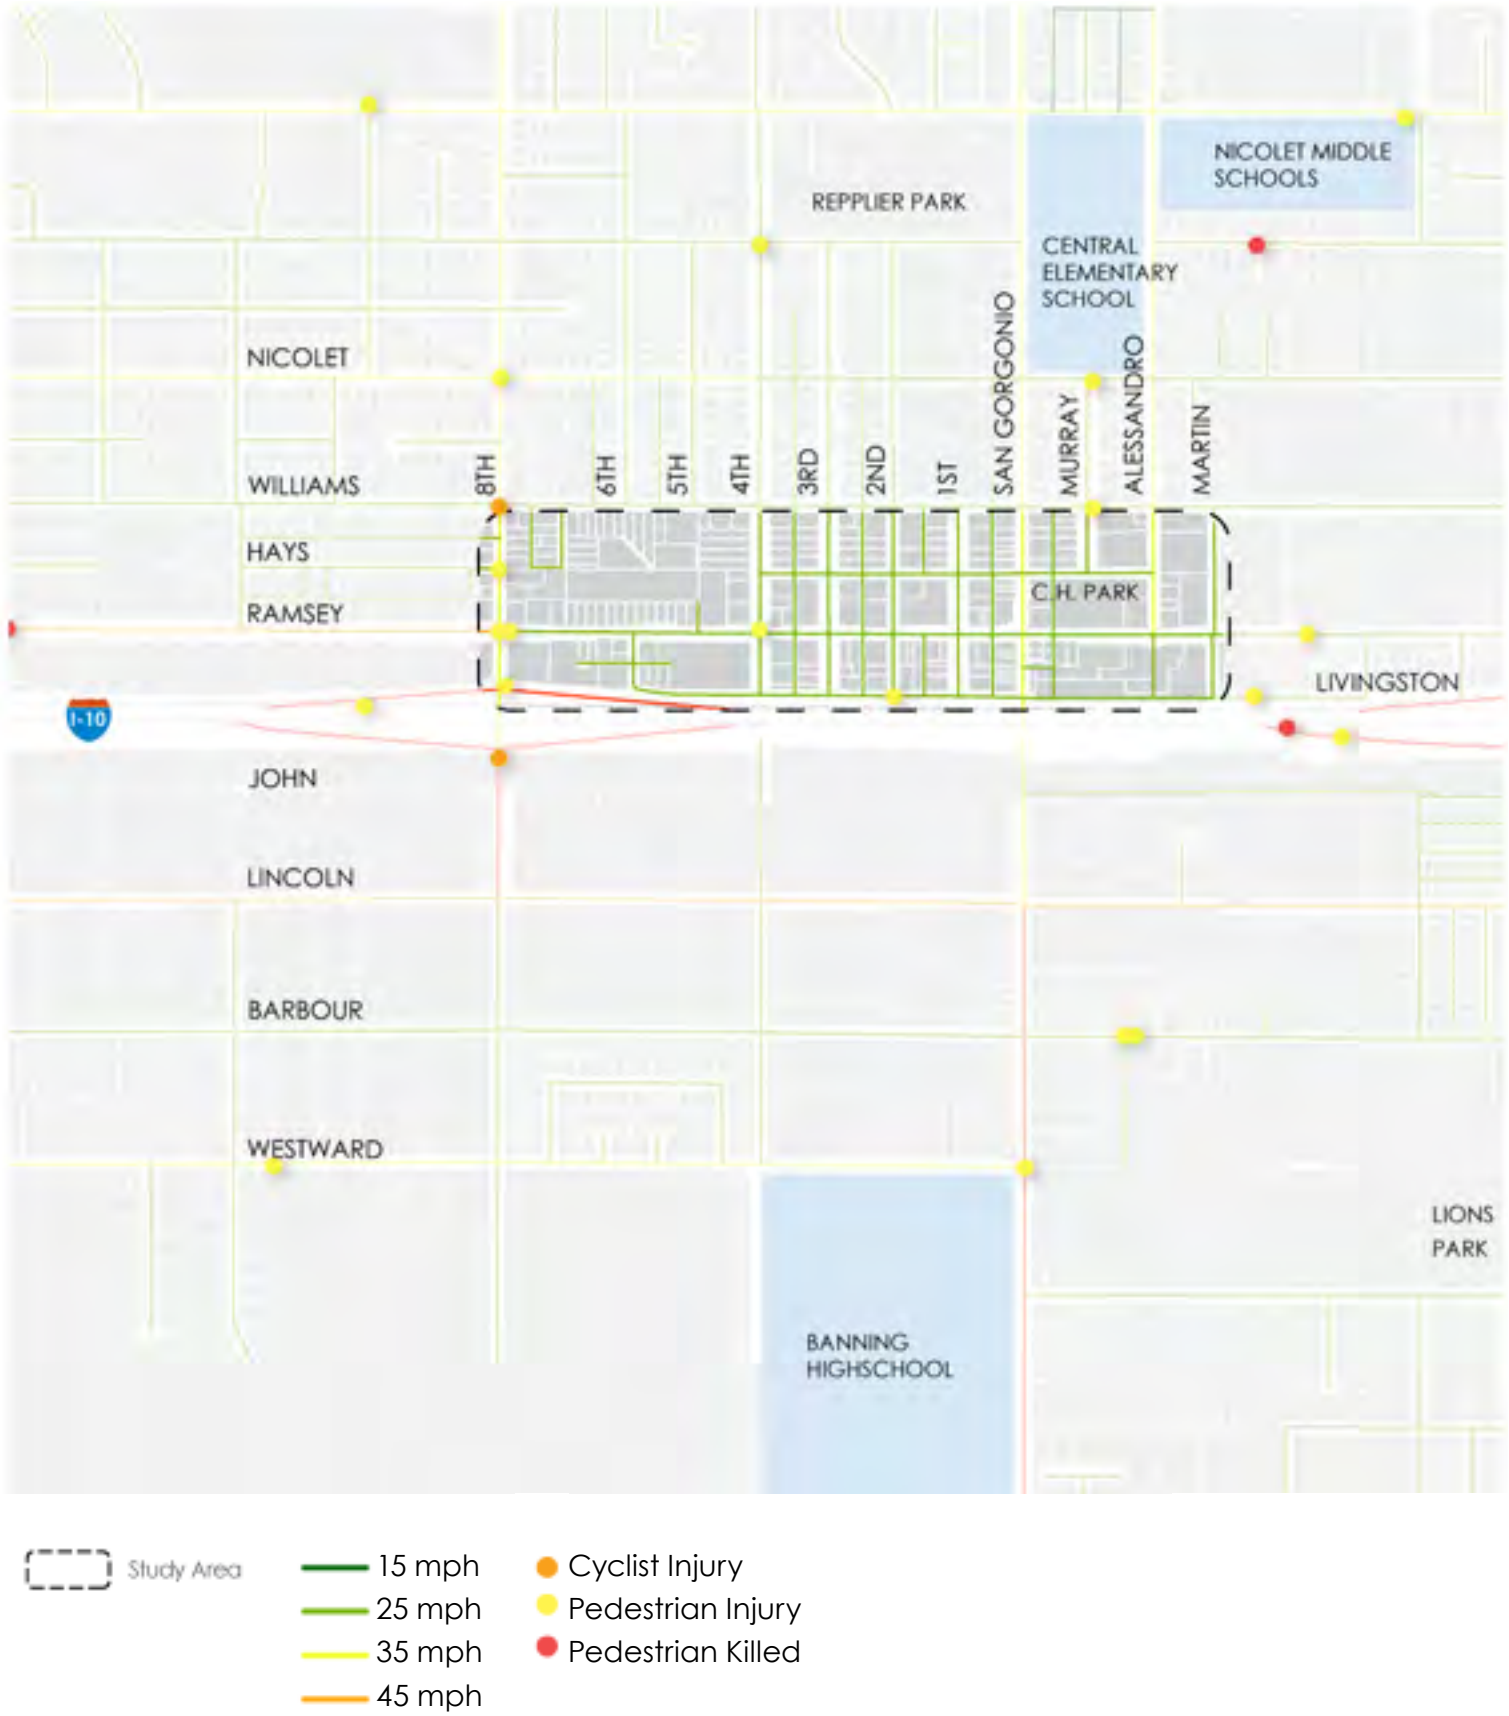 NICOLET MIDDLE
SCHOOLS
REPPLIER PARK
CENTRAL
ELEMENTARY
SCHOOL
NICOLET
WILLIAMS
8TH
6TH
5TH
4TH
3RD
2ND
1ST
SAN GORGONIO
MURRAY
ALESSANDRO
MARTIN
HAYS
C.H. PARK
RAMSEY
LIVINGSTON
I-10
JOHN
LINCOLN
BARBOUR
WESTWARD
LIONS
PARK
BANNING
HIGHSCHOOL
Study Area
15 mph
25 mph
35 mph
45 mph
Cyclist Injury
Pedestrian Injury
Pedestrian Killed